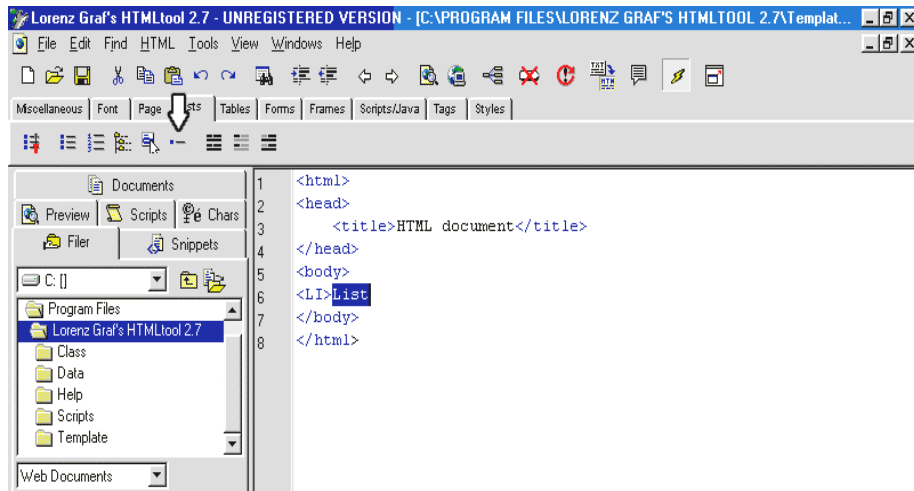 Lorenz Graf's HTMLtool 2.7 - UNREGISTERED VERSION - [C:\PROGRAM FILES\LORENZ GRAF'S HTMLTOOL 2.7\Templat...
File Edit Find HTML Tools View Windows Help
Miscellaneous Font Page sts Tables Forms Frames Scripts/Java Tags Styles
Documents
Preview Scripts Chars
Filer Snippets
C: []
Program Files
Lorenz Graf's HTMLtool 2.7
Class
Data
Help
Scripts
Template
Web Documents
1 <html>
2 <head>
3 <title>HTML document</title>
4 </head>
5 <body>
6 <LI>List
7 </body>
8 </html>